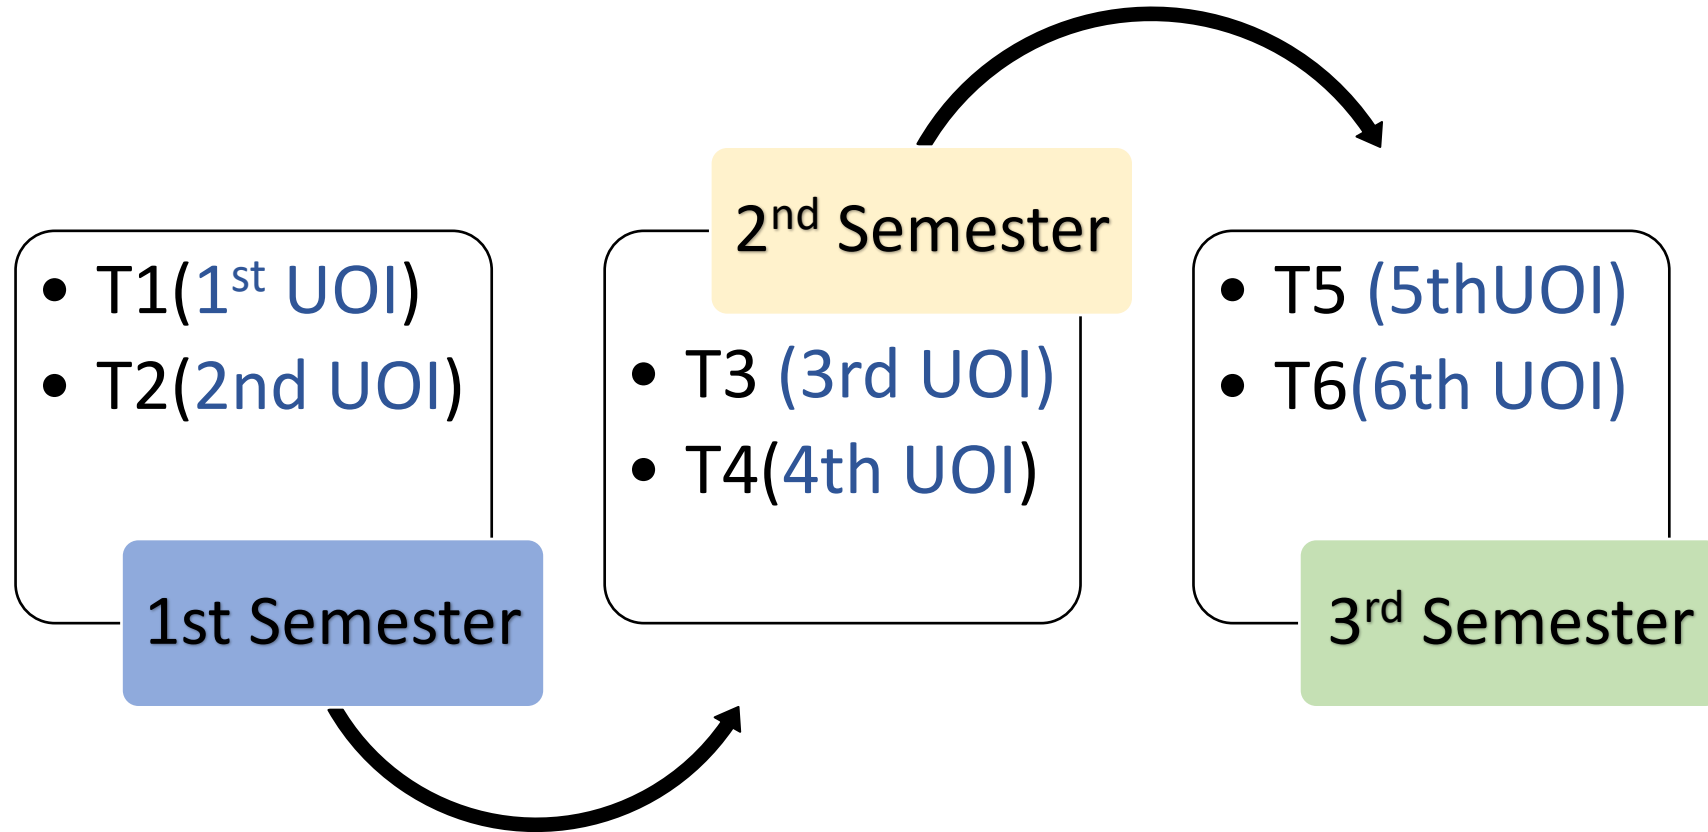 • T1(1st UOI)
• T2(2nd UOI)
1st Semester
2nd Semester
• T3 (3rd UOI)
• T4(4th UOI)
• T5 (5thUOI)
• T6(6th UOI)
3rd Semester